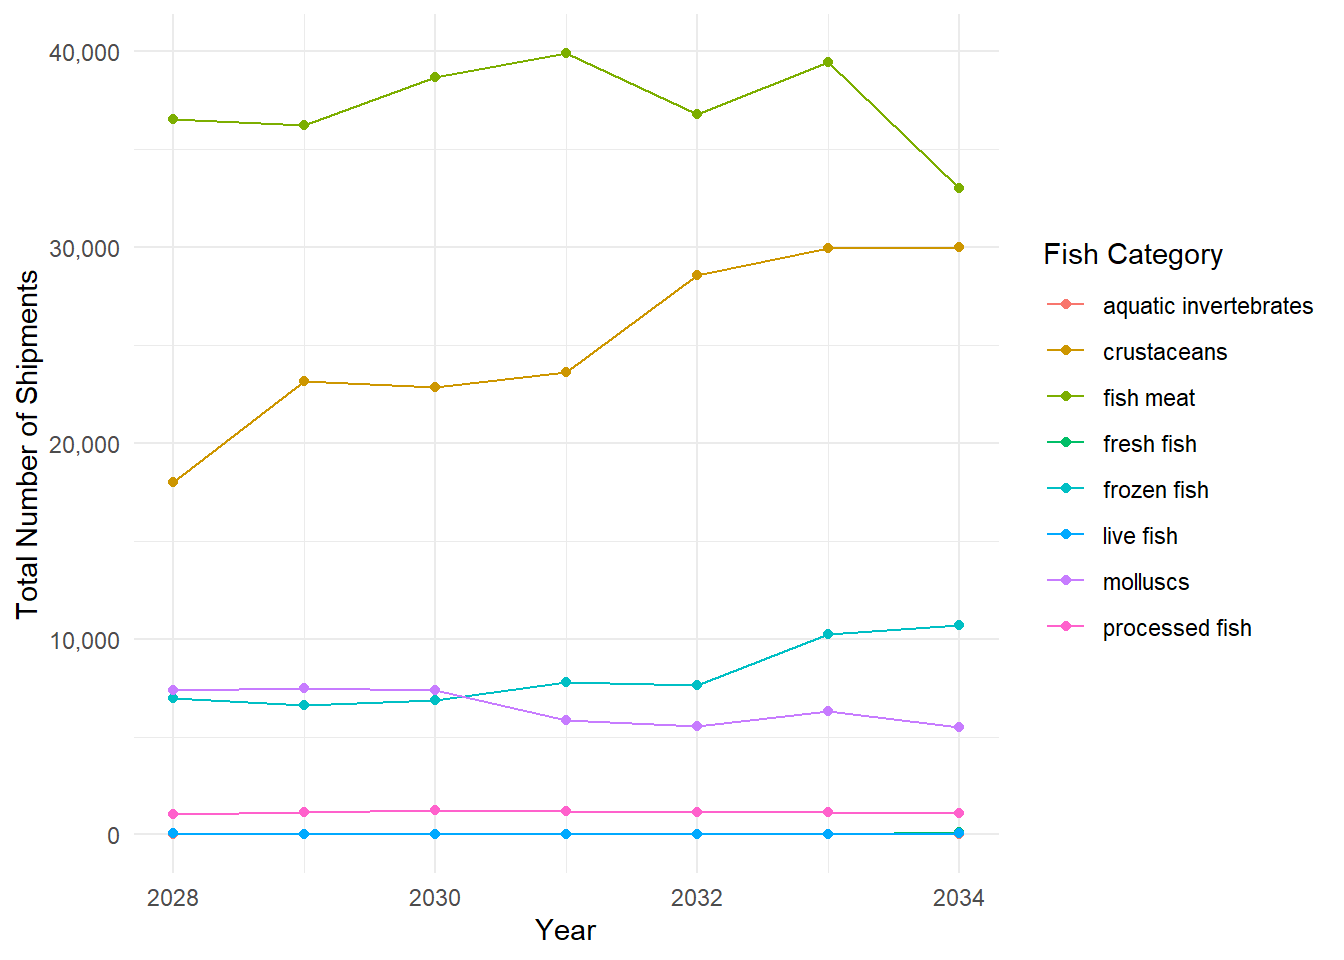 40,000
30,000
20,000
10,000
0
Total Number of Shipments
2028
2030
2032
2034
Year
Fish Category
aquatic invertebrates
crustaceans
fish meat
fresh fish
frozen fish
live fish
molluscs
processed fish